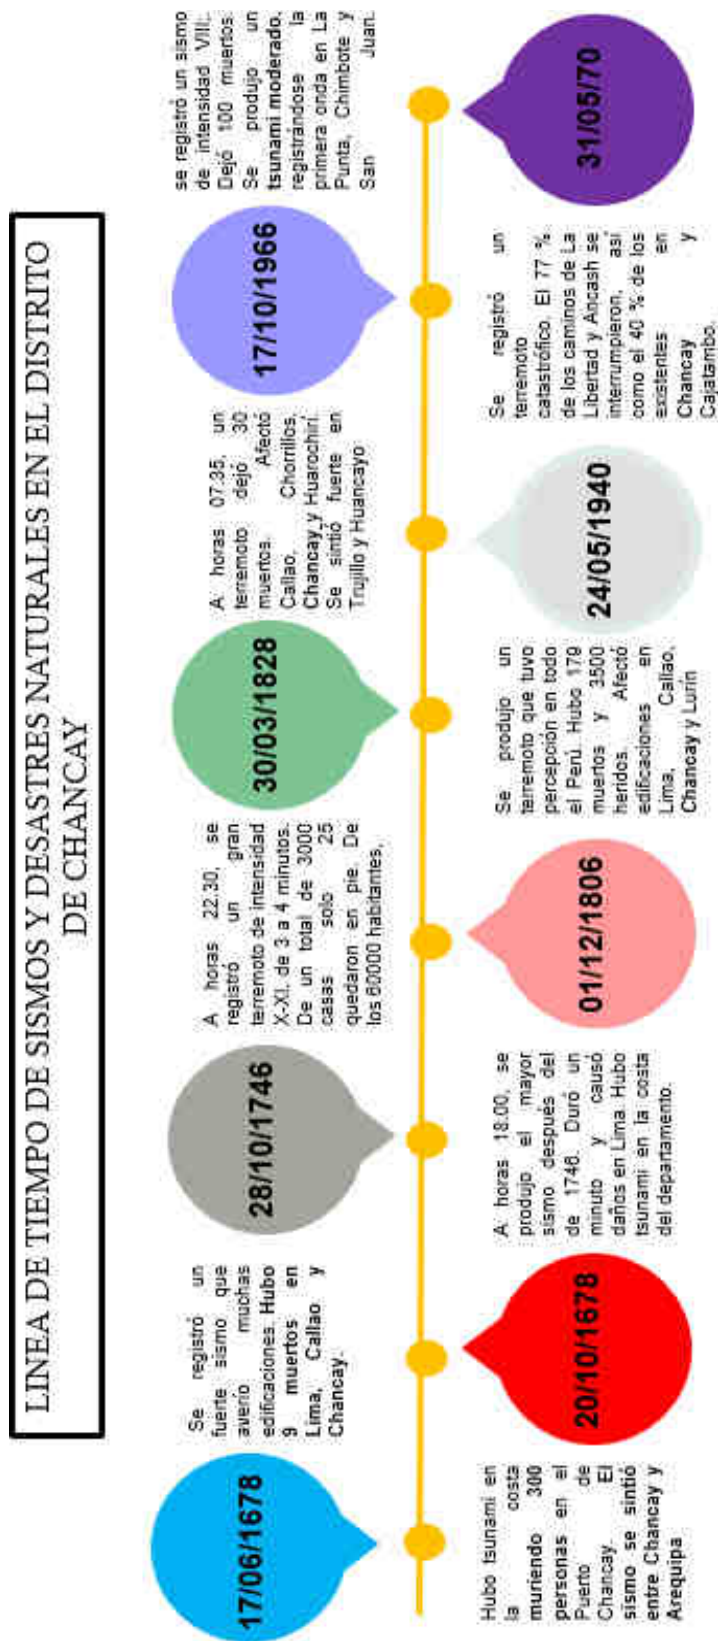 LINEA DE TIEMPO DE SISMOS Y DESASTRES NATURALES EN EL DISTRITO
DE CHANCAY
17/06/1678
Se registró un
fuerte sismo que
averio muchas
edificaciones. Hubo
9 muertos en
Lima, Callao y
Chancay.
28/10/1746
A horas 22.30, se
registró un gran
terremoto de intensidad
X-XI, de 3 a 4 minutos.
De un total de 3000
casas solo 25
quedaron en pie. De
los 60000 habitantes,
30/03/1828
A horas 07.35, un
terremoto dejó 30
muertos. Afectó
Callao, Chorrillos,
Chancay y Huarochirí.
Se sintió fuerte en
Trujillo y Huancayo
17/10/1966
se registró un sismo
de intensidad VIII;.
Dejó 100 muertos.
Se produjo un
tsunami moderado,
registrándose la
primera onda en La
Punta, Chimbote y
San Juan.
Hubo tsunami en
la costa
muriendo 300
personas en el
Puerto de
Chancay. El
sismo se sintió
entre Chancay y
Arequipa
20/10/1678
A horas 18.00, se
produjo el mayor
sismo después del
de 1746. Duró un
minuto y causó
daños en Lima. Hubo
tsunami en la costa
del departamento.
01/12/1806
Se produjo un
terremoto que tuvo
percepción en todo
el Perú. Hubo 179
muertos y 3500
heridos. Afectó
edificaciones en
Lima, Callao,
Chancay y Lurín
24/05/1940
Se registró un
terremoto
catastrófico. El 77 %
de los caminos de La
Libertad y Ancash se
interrumpieron, así
como el 40 % de los
existentes en
Chancay y
Cajatambo.
31/05/70